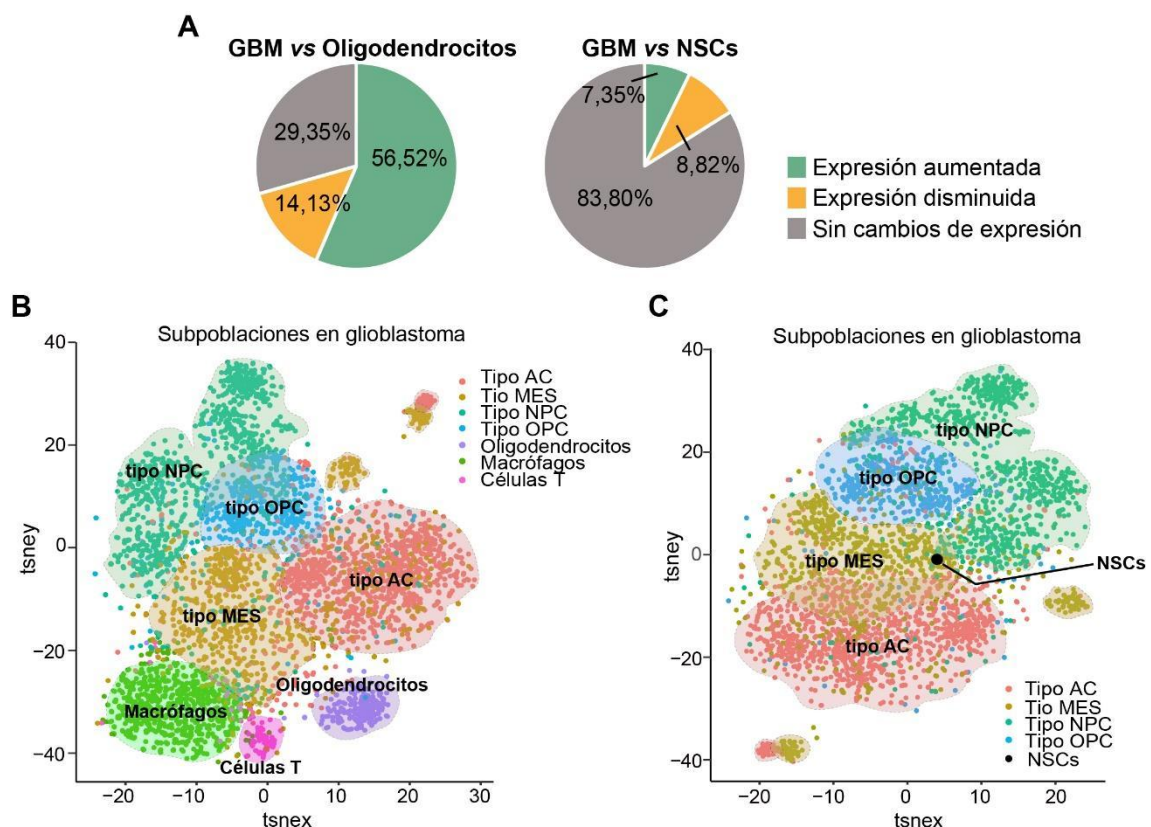 A
GBM vs Oligodendrocitos
GBM vs NSCs
29,35%
56,52%
14,13%
7,35%
8,82%
83,80%
Expresión aumentada
Expresión disminuida
Sin cambios de expresión
B
Subpoblaciones en glioblastoma
tsney
40
20
0
−20
−40
−20
−10
0
10
20
30
tsnex
tipo NPC
tipo OPC
tipo AC
tipo MES
Oligodendrocitos
Macrófagos
Células T
Tipo AC
Tio MES
Tipo NPC
Tipo OPC
Oligodendrocitos
Macrófagos
Células T
C
Subpoblaciones en glioblastoma
tsney
40
20
0
−20
−40
−20
−10
0
10
20
tsnex
tipo NPC
tipo OPC
tipo MES
NSCs
tipo AC
Tipo AC
Tio MES
Tipo NPC
Tipo OPC
NSCs